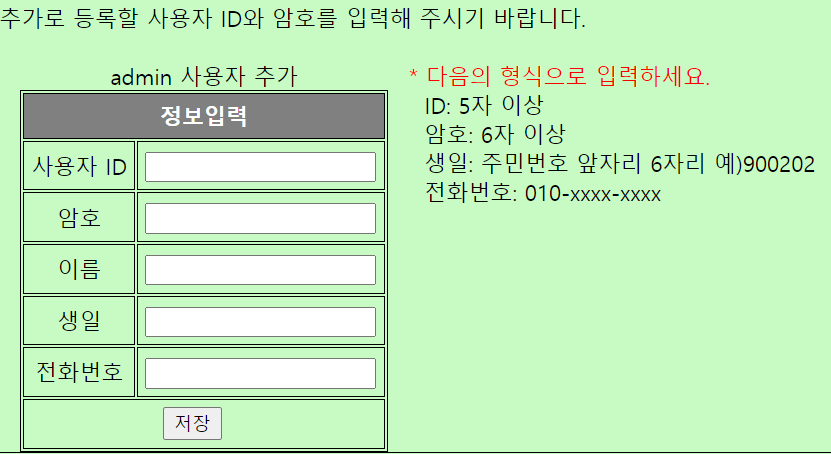 추가로 등록할 사용자 ID와 암호를 입력해 주시기 바랍니다.
admin 사용자 추가
정보입력
사용자 ID
암호
이름
생일
전화번호
저장
* 다음의 형식으로 입력하세요.
ID: 5자 이상
암호: 6자 이상
생일: 주민번호 앞자리 6자리 예)900202
전화번호: 010-xxxx-xxxx